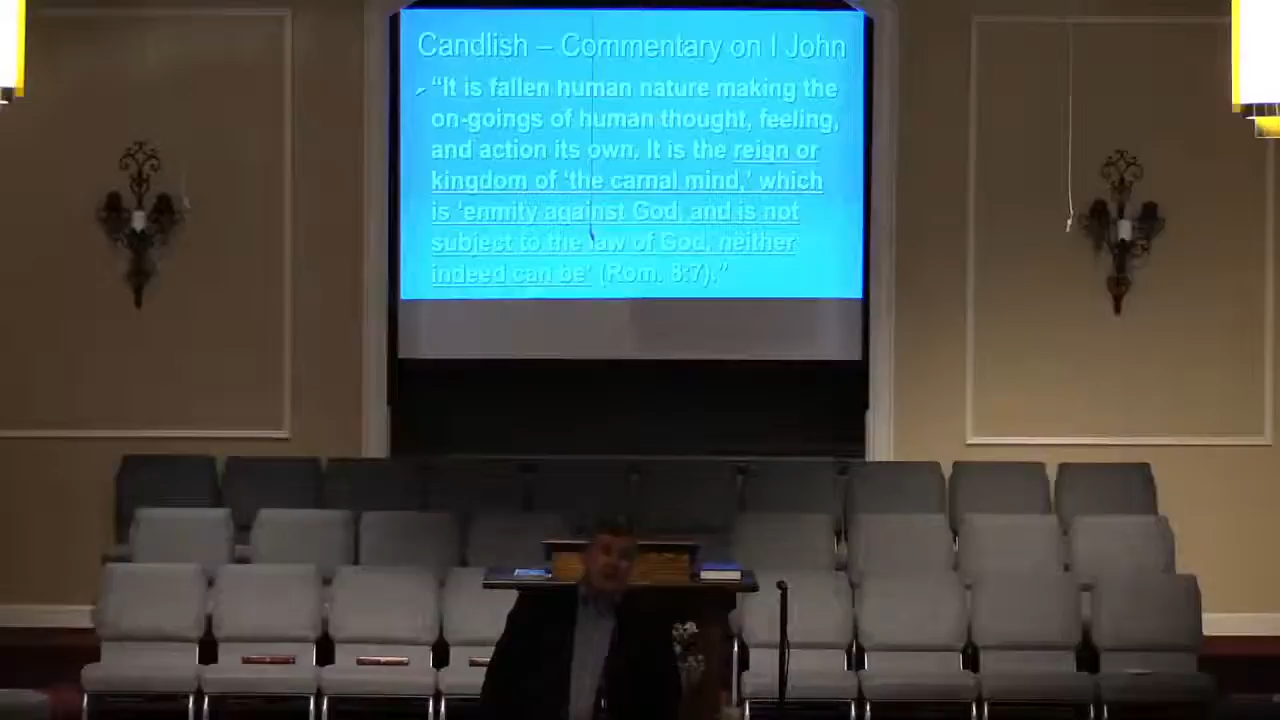 Candlish – Commentary on I John
“It is fallen human nature making the
on-goings of human thought, feeling,
and action its own. It is the reign or
kingdom of ‘the carnal mind,’ which
is ‘enmity against God, and is not
subject to the law of God, neither
indeed can be’ (Rom. 8:7).”